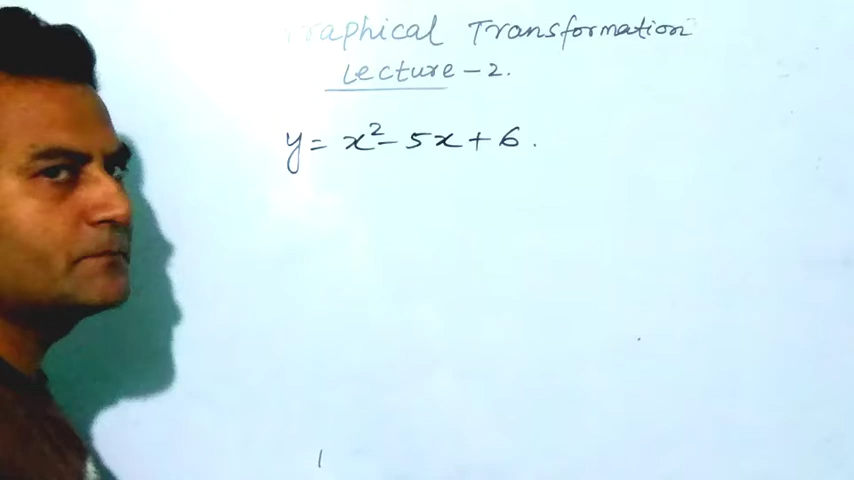 raphical Transformation
Lecture - 2.
y = x² - 5x + 6.